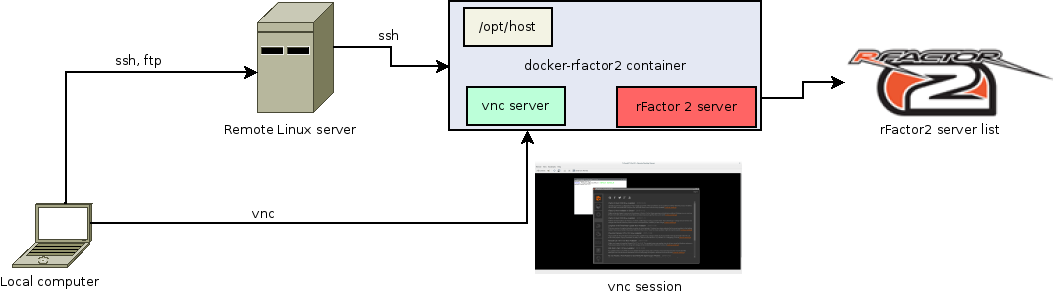 /opt/host
ssh
ssh, ftp
docker-rfactor2 container
RFACTOR
2
vnc server
rFactor 2 server
Remote Linux server
rFactor2 server list
vnc
Local computer
vnc session